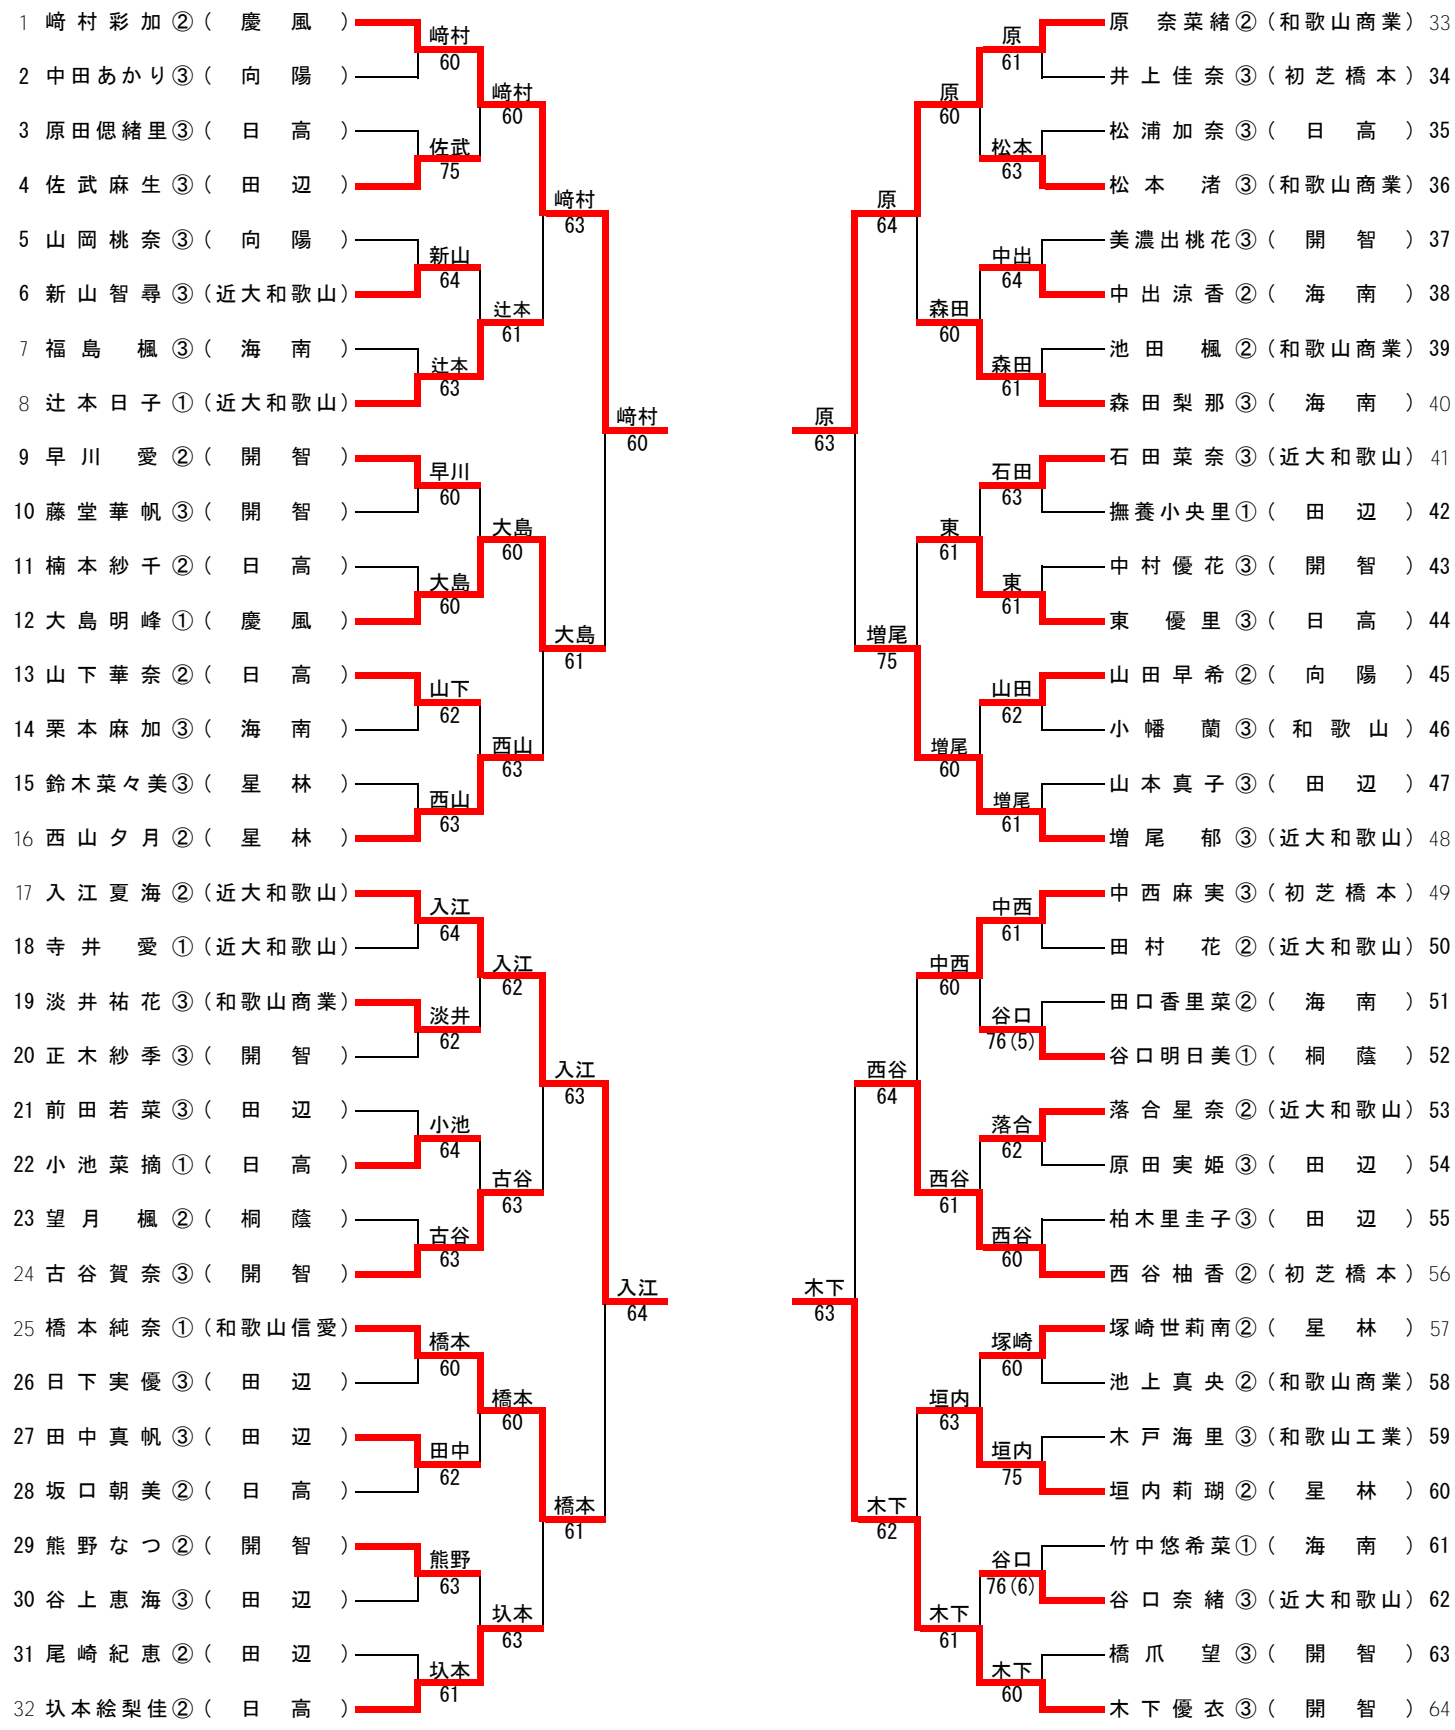 1 﨑村彩加②(慶風)
2 中田あかり③(向陽)
3 原田偲緒里③(日高)
4 佐武麻生③(田辺)
5 山岡桃奈③(向陽)
6 新山智尋③(近大和歌山)
7 福島楓③(海南)
8 辻本日子①(近大和歌山)
9 早川愛②(開智)
10 藤堂華帆③(開智)
11 楠本紗千②(日高)
12 大島明峰①(慶風)
13 山下華奈②(日高)
14 栗本麻加③(海南)
15 鈴木菜々美③(星林)
16 西山夕月②(星林)
17 入江夏海②(近大和歌山)
18 寺井愛①(近大和歌山)
19 淡井祐花③(和歌山商業)
20 正木紗季③(開智)
21 前田若菜③(田辺)
22 小池菜摘①(日高)
23 望月楓②(桐蔭)
24 古谷賀奈③(開智)
25 橋本純奈①(和歌山信愛)
26 日下実優③(田辺)
27 田中真帆③(田辺)
28 坂口朝美②(日高)
29 熊野なつ②(開智)
30 谷上恵海③(田辺)
31 尾崎紀恵②(田辺)
32 圦本絵梨佳②(日高)
﨑村
60
佐武
75
新山
64
辻本
63
早川
60
大島
60
山下
62
西山
63
入江
64
淡井
62
小池
64
古谷
63
橋本
60
田中
62
熊野
63
圦本
61
﨑村
60
辻本
61
大島
60
西山
63
入江
62
古谷
63
橋本
60
圦本
63
﨑村
63
大島
61
入江
63
橋本
61
﨑村
60
入江
64
原
63
木下
63
原
64
増尾
75
西谷
64
木下
62
原
60
森田
60
東
61
増尾
60
中西
60
西谷
61
垣内
63
木下
61
原
61
松本
63
中出
64
森田
61
石田
63
東
61
山田
62
増尾
61
中西
61
谷口
76(5)
落合
62
西谷
60
塚崎
60
垣内
75
谷口
76(6)
木下
60
原奈菜緒②(和歌山商業) 33
井上佳奈③(初芝橋本) 34
松浦加奈③(日高) 35
松本渚③(和歌山商業) 36
美濃出桃花③(開智) 37
中出涼香②(海南) 38
池田楓②(和歌山商業) 39
森田梨那③(海南) 40
石田菜奈③(近大和歌山) 41
撫養小央里①(田辺) 42
中村優花③(開智) 43
東優里③(日高) 44
山田早希②(向陽) 45
小幡蘭③(和歌山) 46
山本真子③(田辺) 47
増尾郁③(近大和歌山) 48
中西麻実③(初芝橋本) 49
田村花②(近大和歌山) 50
田口香里菜②(海南) 51
谷口明日美①(桐蔭) 52
落合星奈②(近大和歌山) 53
原田実姫③(田辺) 54
柏木里圭子③(田辺) 55
西谷柚香②(初芝橋本) 56
塚崎世莉南②(星林) 57
池上真央②(和歌山商業) 58
木戸海里③(和歌山工業) 59
垣内莉瑚②(星林) 60
竹中悠希菜①(海南) 61
谷口奈緒③(近大和歌山) 62
橋爪望③(開智) 63
木下優衣③(開智) 64